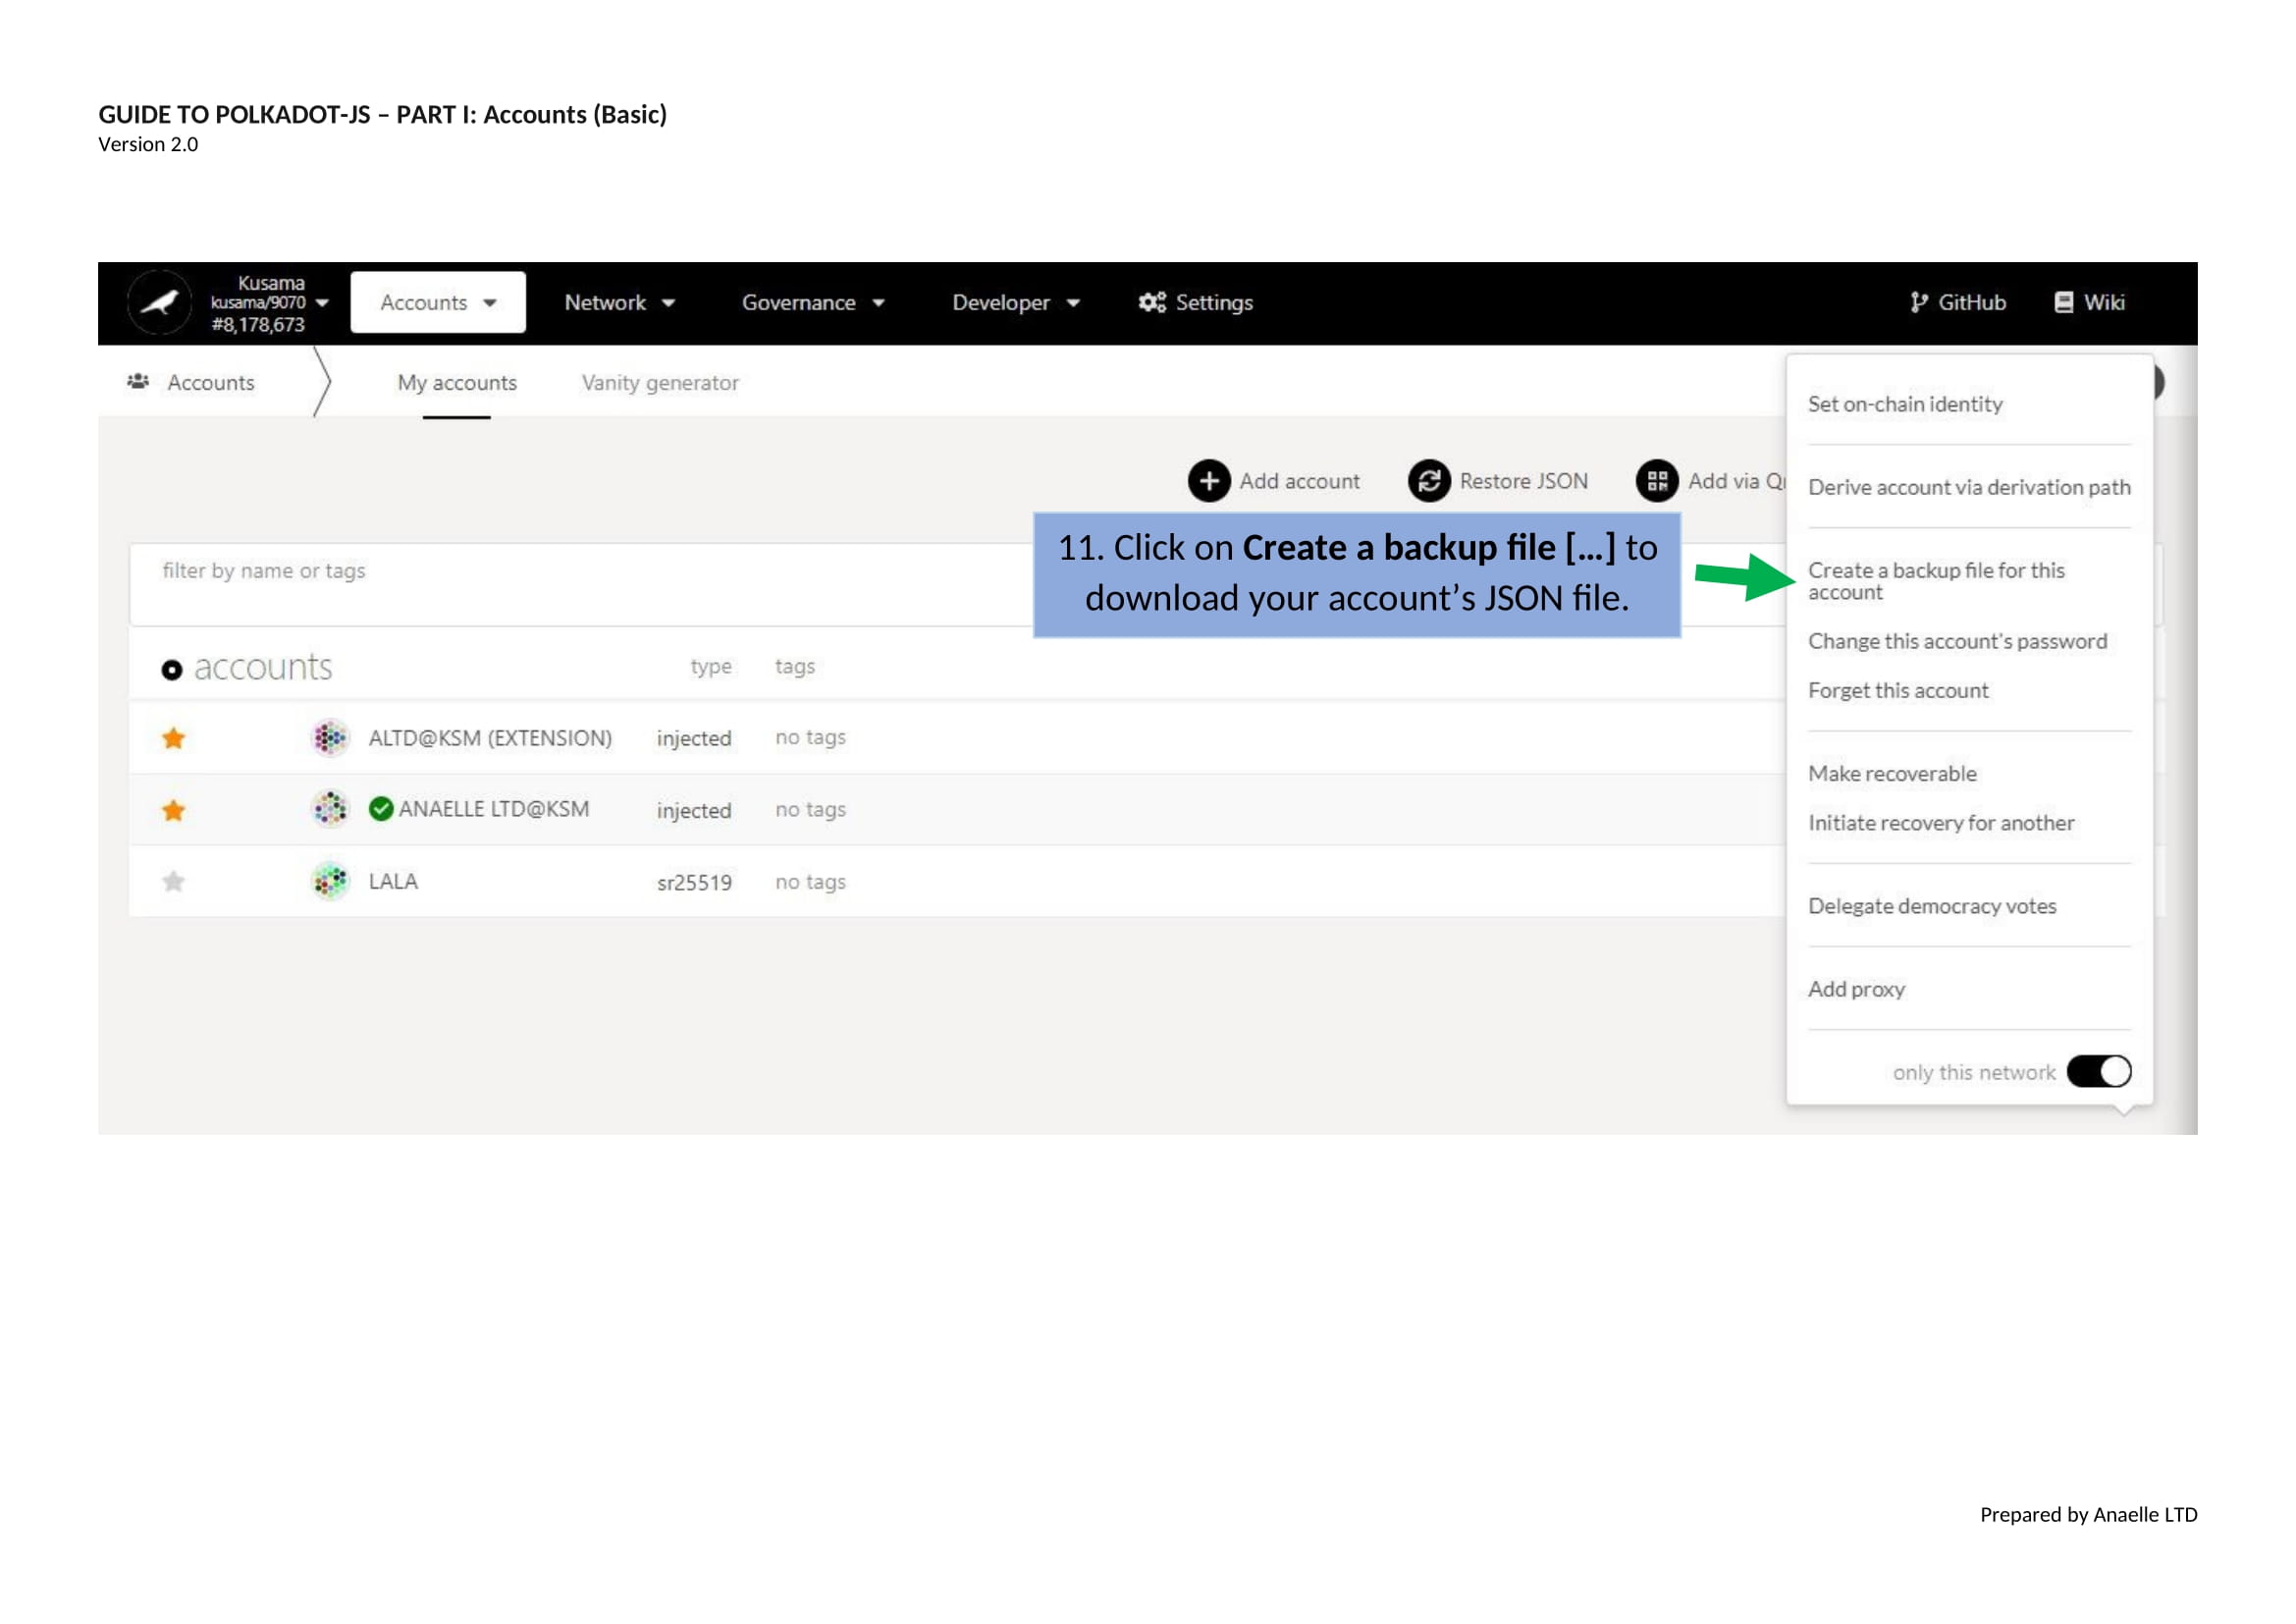 GUIDE TO POLKADOT-JS – PART I: Accounts (Basic)
Version 2.0
Kusama
kusama/9070
#8,178,673
Accounts
Network
Governance
Developer
Settings
GitHub
Wiki
Accounts
My accounts
Vanity generator
Add account
Restore JSON
Add via
filter by name or tags
11. Click on Create a backup file [...] to
download your account’s JSON file.
accounts
type
tags
ALTD@KSM (EXTENSION)
injected
no tags
ANAELLE LTD@KSM
injected
no tags
LALA
sr25519
no tags
Set on-chain identity
Derive account via derivation path
Create a backup file for this
account
Change this account's password
Forget this account
Make recoverable
Initiate recovery for another
Delegate democracy votes
Add proxy
only this network
Prepared by Anaelle LTD